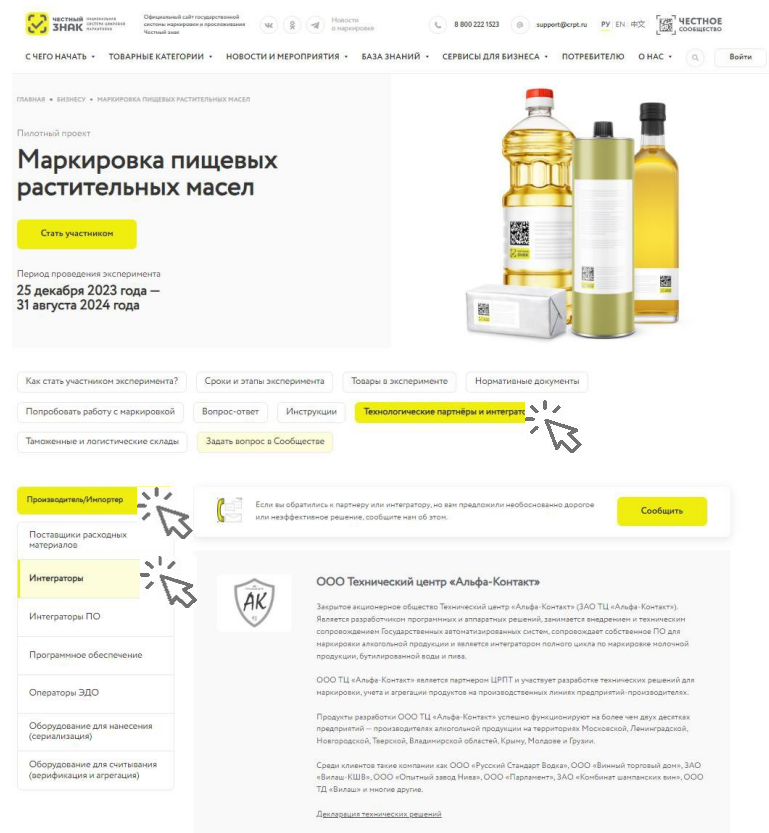 ЧЕСТНЫЙ ЗНАК
НАЦИОНАЛЬНАЯ СИСТЕМА ЦИФРОВОЙ МАРКИРОВКИ
Официальный сайт государственной
системы маркировки и прослеживания
Честный знак
Новости
о маркировке
8 800 222 1523
support@crpt.ru
РУ EN 中文
ЧЕСТНОЕ
СООБЩЕСТВО
С ЧЕГО НАЧАТЬ ТОВАРНЫЕ КАТЕГОРИИ НОВОСТИ И МЕРОПРИЯТИЯ БАЗА ЗНАНИЙ СЕРВИСЫ ДЛЯ БИЗНЕСА ПОТРЕБИТЕЛЮ О НАС Войти
ГЛАВНАЯ • БИЗНЕСУ • МАРКИРОВКА ПИЩЕВЫХ РАСТИТЕЛЬНЫХ МАСЕЛ
Пилотный проект
Маркировка пищевых
растительных масел
Стать участником
Период проведения эксперимента
25 декабря 2023 года —
31 августа 2024 года
Как стать участником эксперимента? Сроки и этапы эксперимента Товары в эксперименте Нормативные документы
Попробовать работу с маркировкой Вопрос-ответ Инструкции Технологические партнёры и интеграто
Таможенные и логистические склады Задать вопрос в Сообществе
Производитель/Импортер
Если вы обратились к партнеру или интегратору, но вам предложили необоснованно дорогое
или неэффективное решение, сообщите нам об этом.
Сообщить
Поставщики расходных
материалов
Интеграторы
Интеграторы ПО
Программное обеспечение
Операторы ЭДО
Оборудование для нанесения
(сериализация)
Оборудование для считывания
(верификация и агрегация)
АК
ТЦ
ООО Технический центр «Альфа-Контакт»
Закрытое акционерное общество Технический центр «Альфа-Контакт» (ЗАО ТЦ «Альфа-Контакт»).
Является разработчиком программных и аппаратных решений, занимается внедрением и техническим
сопровождением Государственных автоматизированных систем, сопровождает собственное ПО для
маркировки алкогольной продукции и является интегратором полного цикла по маркировке молочной
продукции, бутилированной воды и пива.
ООО ТЦ «Альфа-Контакт» является партнером ЦРПТ и участвует разработке технических решений для
маркировки, учета и агрегации продуктов на производственных линиях предприятий-производителях.
Продукты разработки ООО ТЦ «Альфа-Контакт» успешно функционируют на более чем двух десятках
предприятий — производителях алкогольной продукции на территориях Московской, Ленинградской,
Новгородской, Тверской, Владимирской областей, Крыму, Молдове и Грузии.
Среди клиентов такие компании как ООО «Русский Стандарт Водка», ООО «Винный торговый дом», ЗАО
«Вилаш-КШВ», ООО «Опытный завод Нива», ООО «Парламент», ЗАО «Комбинат шампанских вин», ООО
ТД «Вилаш» и многие другие.
Декларация технических решений